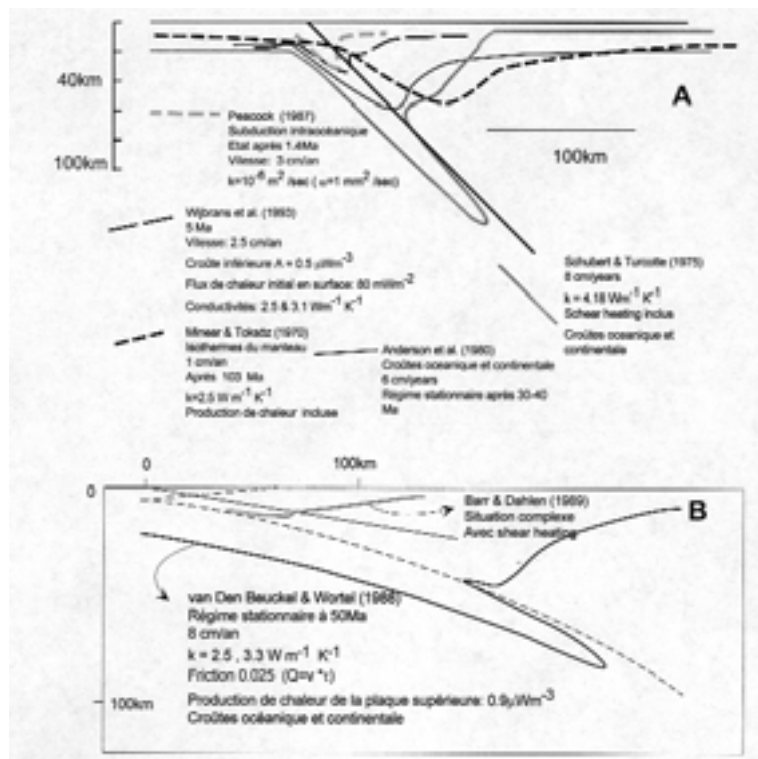 40km
A
100km
100km
Peacock (1987)
Subduction intraocéanique
Etat après 1.4Ma
Vitesse: 3 cm/an
k=10-6 m2 /sec ( ω=1 mm2 /sec)
Wijbrans et al. (1993)
5 Ma
Vitesse: 2.5 cm/an
Croûte inférieure A = 0.5 µWm-3
Flux de chaleur initial en surface: 80 mWm-2
Conductivités: 2.5 & 3.1 Wm-1 K-1
Schubert & Turcotte (1975)
8 cm/years
k = 4.18 Wm-1 K-1
Schear heating inclus
Croûtes oceanique et
continentale
Minear & Toksöz (1970)
Isothermes du manteau
1 cm/an
Après 103 Ma
k=2.5 W m-1 K-1
Production de chaleur incluse
Anderson et al. (1980)
Croûtes oceanique et continentale
6 cm/years
Régime stationnaire après 30-40
Ma
0
100km
0
Barr & Dahlen (1989)
Situation complexe
Avec shear heating
B
van Den Beuckel & Wortel (1988)
Régime stationnaire à 50Ma
8 cm/an
k = 2.5 , 3.3 W m-1 K-1
Friction 0.025 (Q=v *τ)
Production de chaleur de la plaque supérieure: 0.9µWm-3
Croûtes océanique et continentale
100km